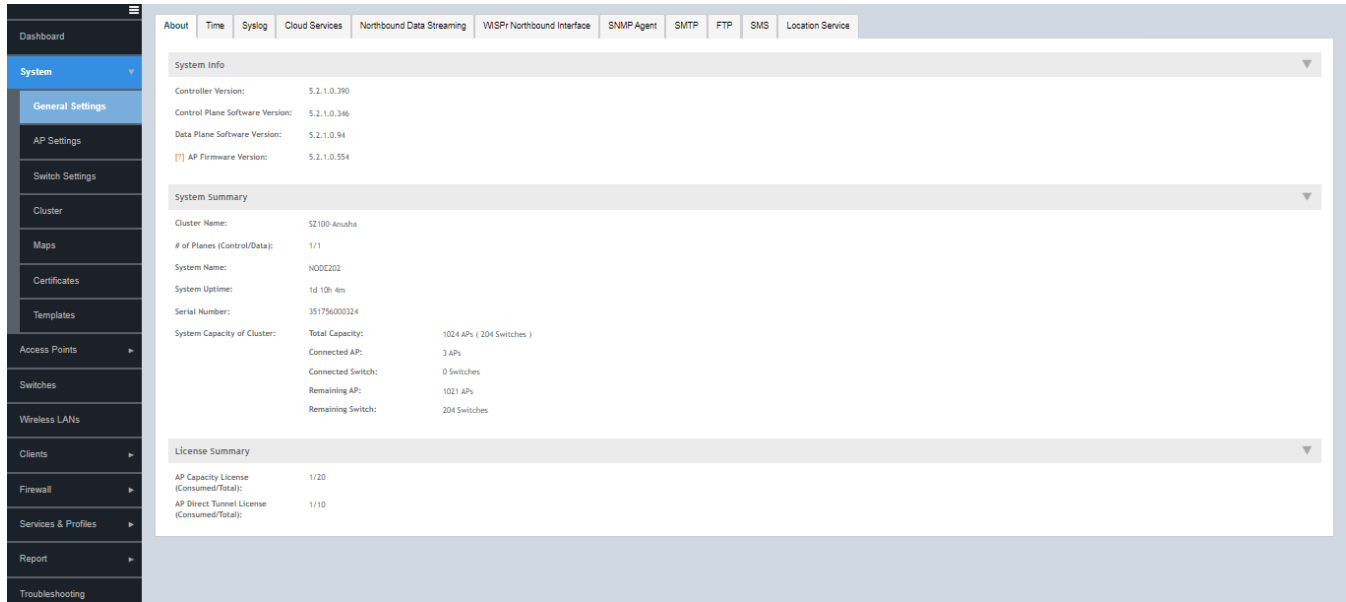 Dashboard
System
General Settings
AP Settings
Switch Settings
Cluster
Maps
Certificates
Templates
Access Points
Switches
Wireless LANs
Clients
Firewall
Services & Profiles
Report
Troubleshooting
About Time Syslog Cloud Services Northbound Data Streaming WISPr Northbound Interface SNMP Agent SMTP FTP SMS Location Service
System Info
Controller Version: 5.2.1.0.390
Control Plane Software Version: 5.2.1.0.346
Data Plane Software Version: 5.2.1.0.94
[?] AP Firmware Version: 5.2.1.0.554
System Summary
Cluster Name: SZ100-Anusha
# of Planes (Control/Data): 1/1
System Name: NODE202
System Uptime: 1d 10h 4m
Serial Number: 351756000324
System Capacity of Cluster: Total Capacity: 1024 APs ( 204 Switches )
Connected AP: 3 APs
Connected Switch: 0 Switches
Remaining AP: 1021 APs
Remaining Switch: 204 Switches
License Summary
AP Capacity License 1/20
(Consumed/Total):
AP Direct Tunnel License 1/10
(Consumed/Total):